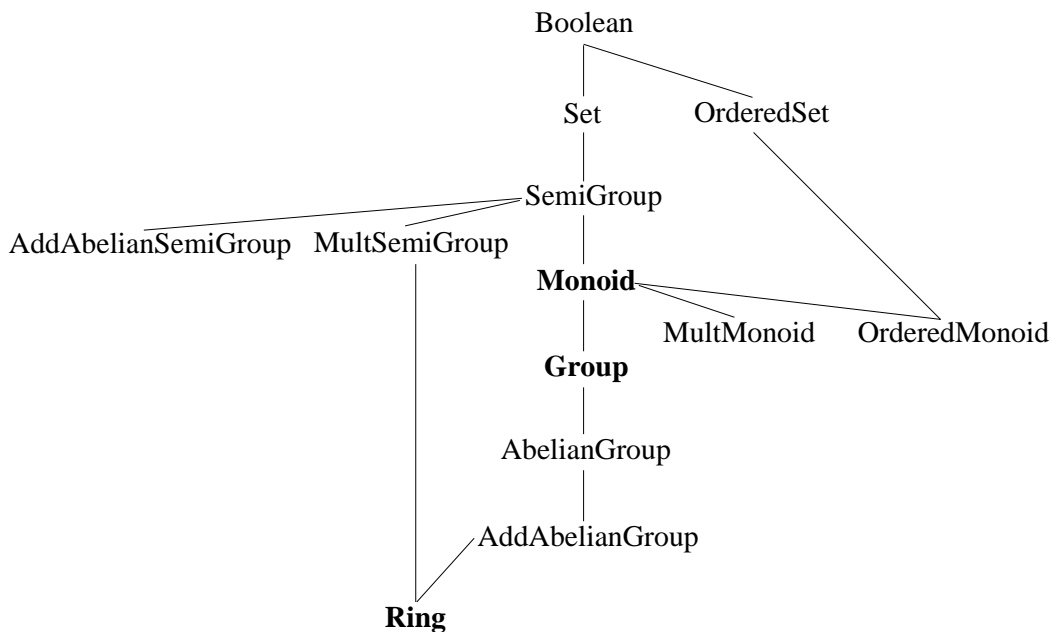 Boolean
Set
OrderedSet
SemiGroup
AddAbelianSemiGroup
MultSemiGroup
Monoid
MultMonoid
OrderedMonoid
Group
AbelianGroup
AddAbelianGroup
Ring